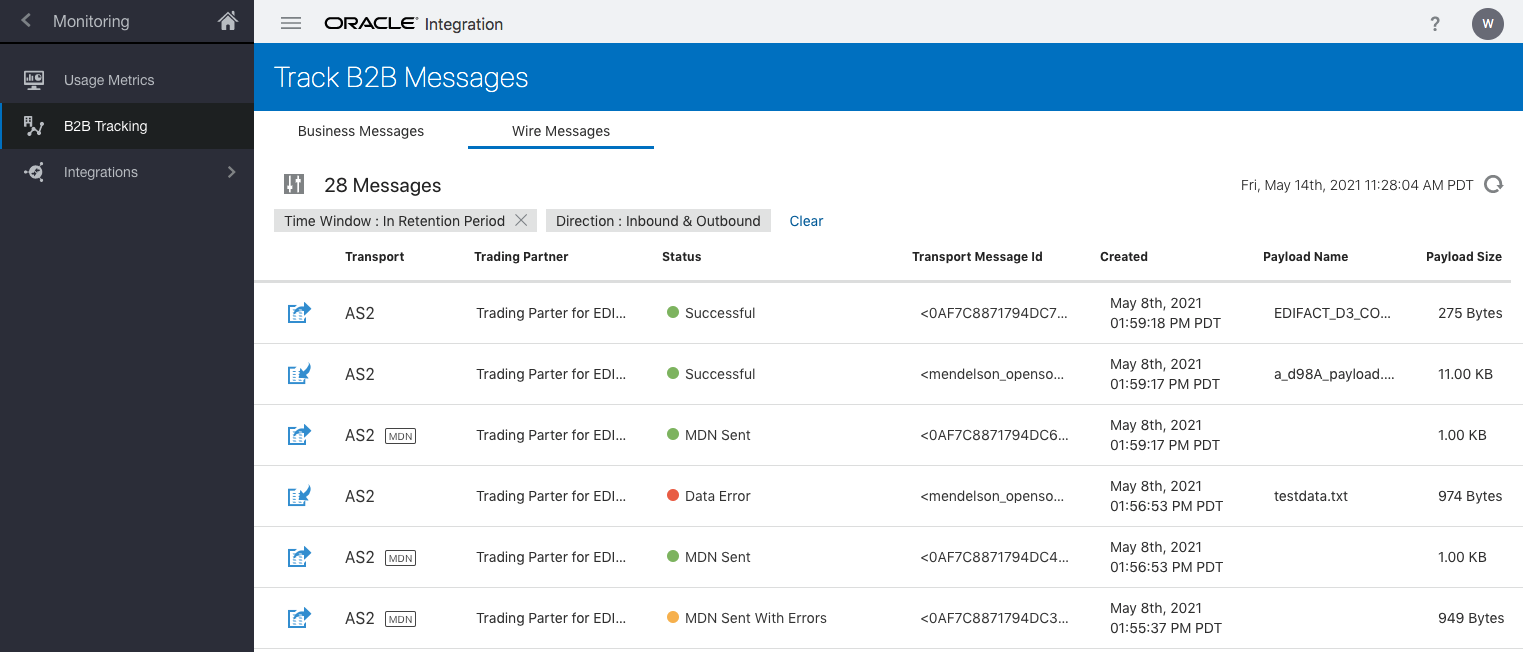 Monitoring
ORACLE Integration
?
W
Usage Metrics
B2B Tracking
Integrations
Track B2B Messages
Business Messages Wire Messages
28 Messages
Fri, May 14th, 2021 11:28:04 AM PDT
Time Window : In Retention Period Direction : Inbound & Outbound Clear
Transport Trading Partner Status Transport Message Id Created Payload Name Payload Size
AS2 Trading Parter for EDI... Successful <0AF7C8871794DC7... May 8th, 2021
01:59:18 PM PDT EDIFACT_D3_CO... 275 Bytes
AS2 Trading Parter for EDI... Successful <mendelson_openso... May 8th, 2021
01:59:17 PM PDT a_d98A_payload.... 11.00 KB
AS2 MDN Trading Parter for EDI... MDN Sent <0AF7C8871794DC6... May 8th, 2021
01:59:17 PM PDT 1.00 KB
AS2 Trading Parter for EDI... Data Error <mendelson_openso... May 8th, 2021
01:56:53 PM PDT testdata.txt 974 Bytes
AS2 MDN Trading Parter for EDI... MDN Sent <0AF7C8871794DC4... May 8th, 2021
01:56:53 PM PDT 1.00 KB
AS2 MDN Trading Parter for EDI... MDN Sent With Errors <0AF7C8871794DC3... May 8th, 2021
01:55:37 PM PDT 949 Bytes